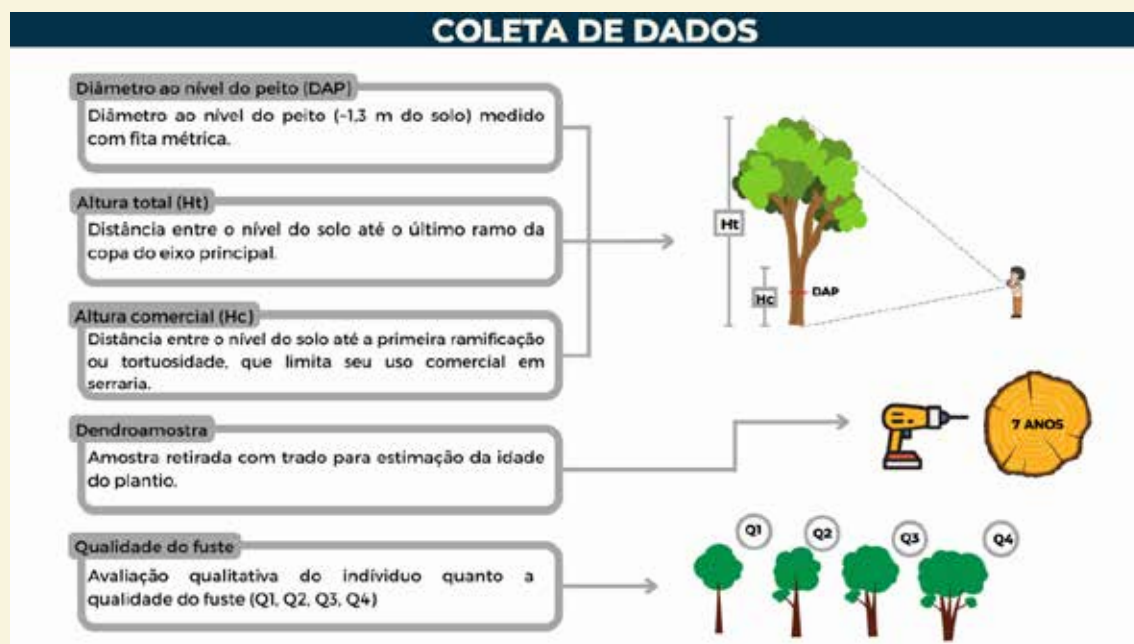 COLETA DE DADOS
Diâmetro ao nível do peito (DAP)
Diâmetro ao nível do peito (~1,3 m do solo) medido
com fita métrica.
Altura total (Ht)
Distância entre o nível do solo até o último ramo da
copa do eixo principal.
Altura comercial (Hc)
Distância entre o nível do solo até a primeira ramificação
ou tortuosidade, que limita seu uso comercial em
serraria.
Ht
Hc
DAP
Dendroamostra
Amostra retirada com trado para estimação da idade
do plantio.
7 ANOS
Qualidade do fuste
Avaliação qualitativa do indivíduo quanto a
qualidade do fuste (Q1, Q2, Q3, Q4)
Q1
Q2
Q3
Q4